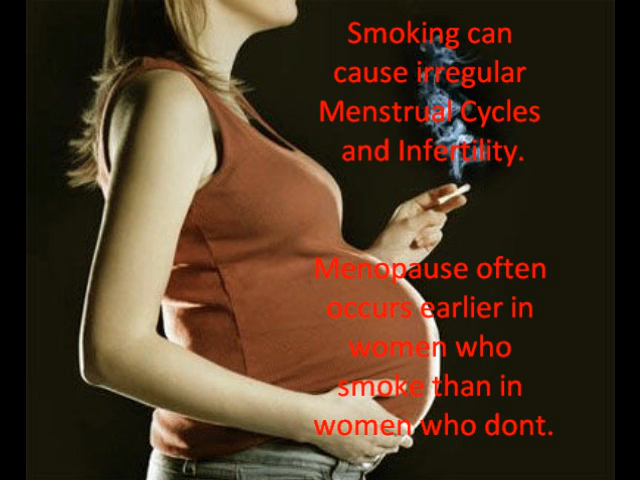 Smoking can
cause irregular
Menstrual Cycles
and Infertility.
Menopause often
occurs earlier in
women who
smoke than in
women who dont.